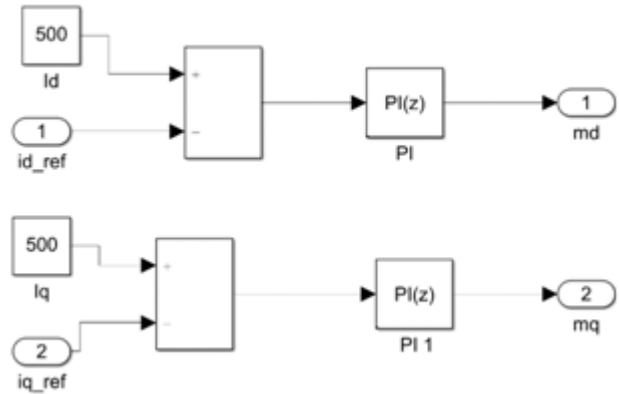 500
Id
+
−
1
id_ref
PI(z)
PI
1
md
500
Iq
+
−
2
iq_ref
PI(z)
PI 1
2
mq